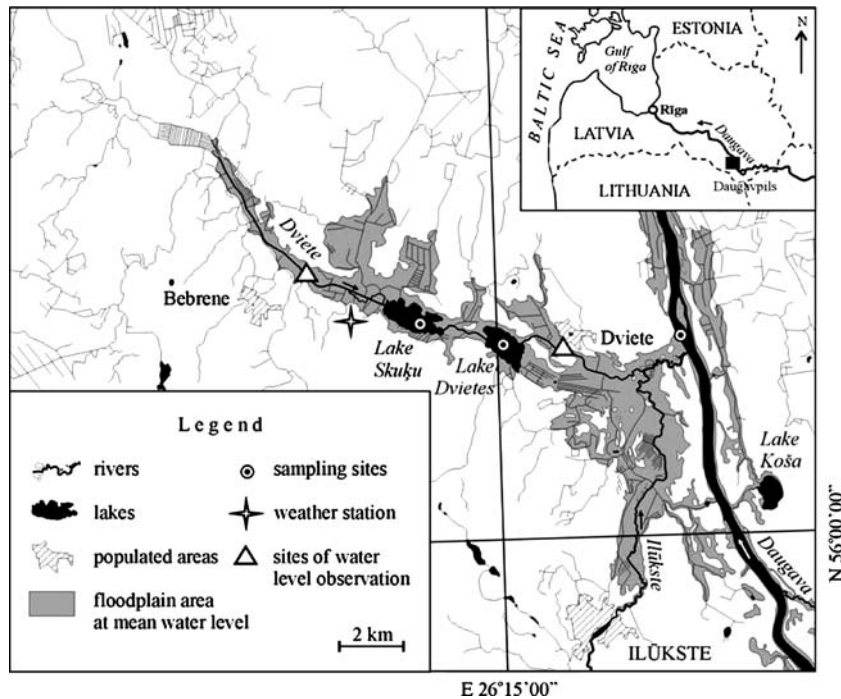 N
ESTONIA
BALTIC SEA
Gulf
of Rīga
Rīga
LATVIA
Daugava
Daugavpils
LITHUANIA
Dviete
Bebrene
Lake
Skuķu
Lake
Dvietes
Dviete
Lake
Koša
Ilūkste
Daugava
N 56°00'00"
ILŪKSTE
E 26°15'00"
Legend
rivers
sampling sites
lakes
weather station
populated areas
sites of water
level observation
floodplain area
at mean water level
2 km